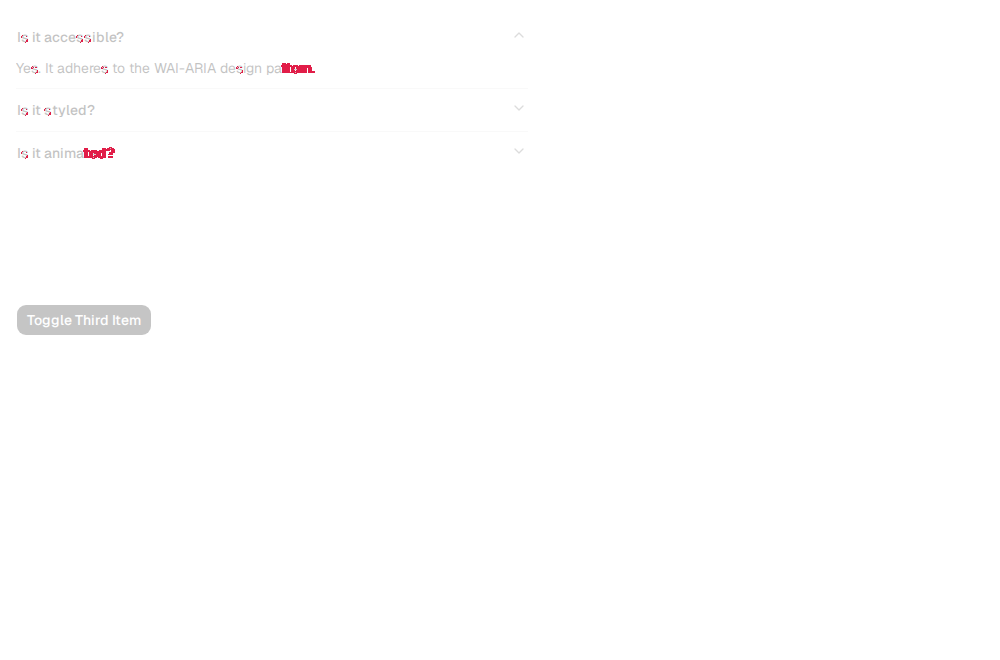 Is it accessible?
Yes. It adheres to the WAI-ARIA design pattern.
Is it styled?
Is it animated?
Toggle Third Item